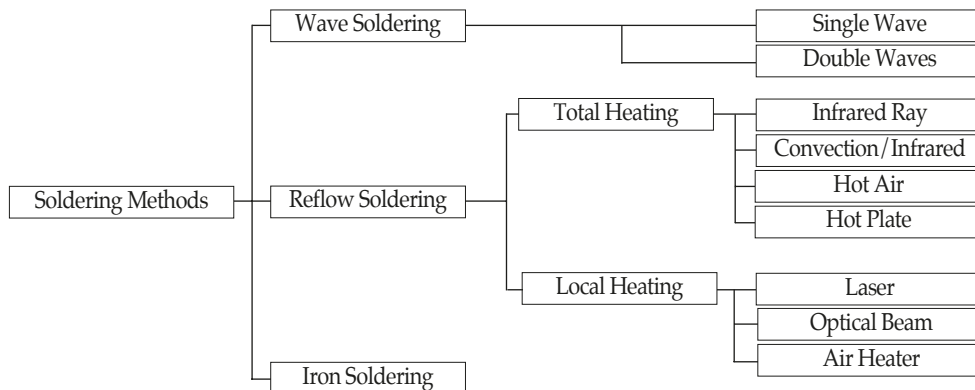 Wave Soldering
Single Wave
Double Waves
Total Heating
Infrared Ray
Convection/Infrared
Hot Air
Hot Plate
Soldering Methods
Reflow Soldering
Local Heating
Laser
Optical Beam
Air Heater
Iron Soldering